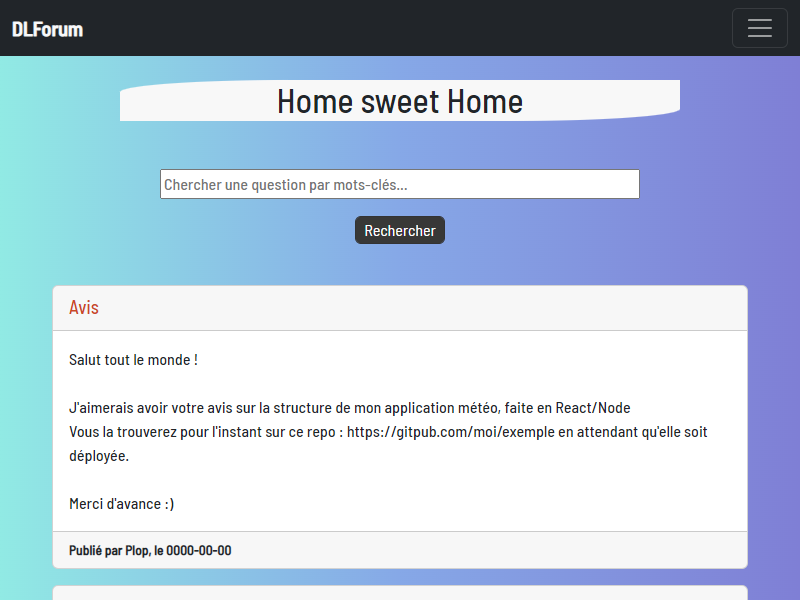 DLForum
Home sweet Home
Chercher une question par mots-clés...
Rechercher
Avis
Salut tout le monde !
J'aimerais avoir votre avis sur la structure de mon application météo, faite en React/Node
Vous la trouverez pour l'instant sur ce repo : https://gitpub.com/moi/exemple en attendant qu'elle soit
déployée.
Merci d'avance :)
Publié par Plop, le 0000-00-00